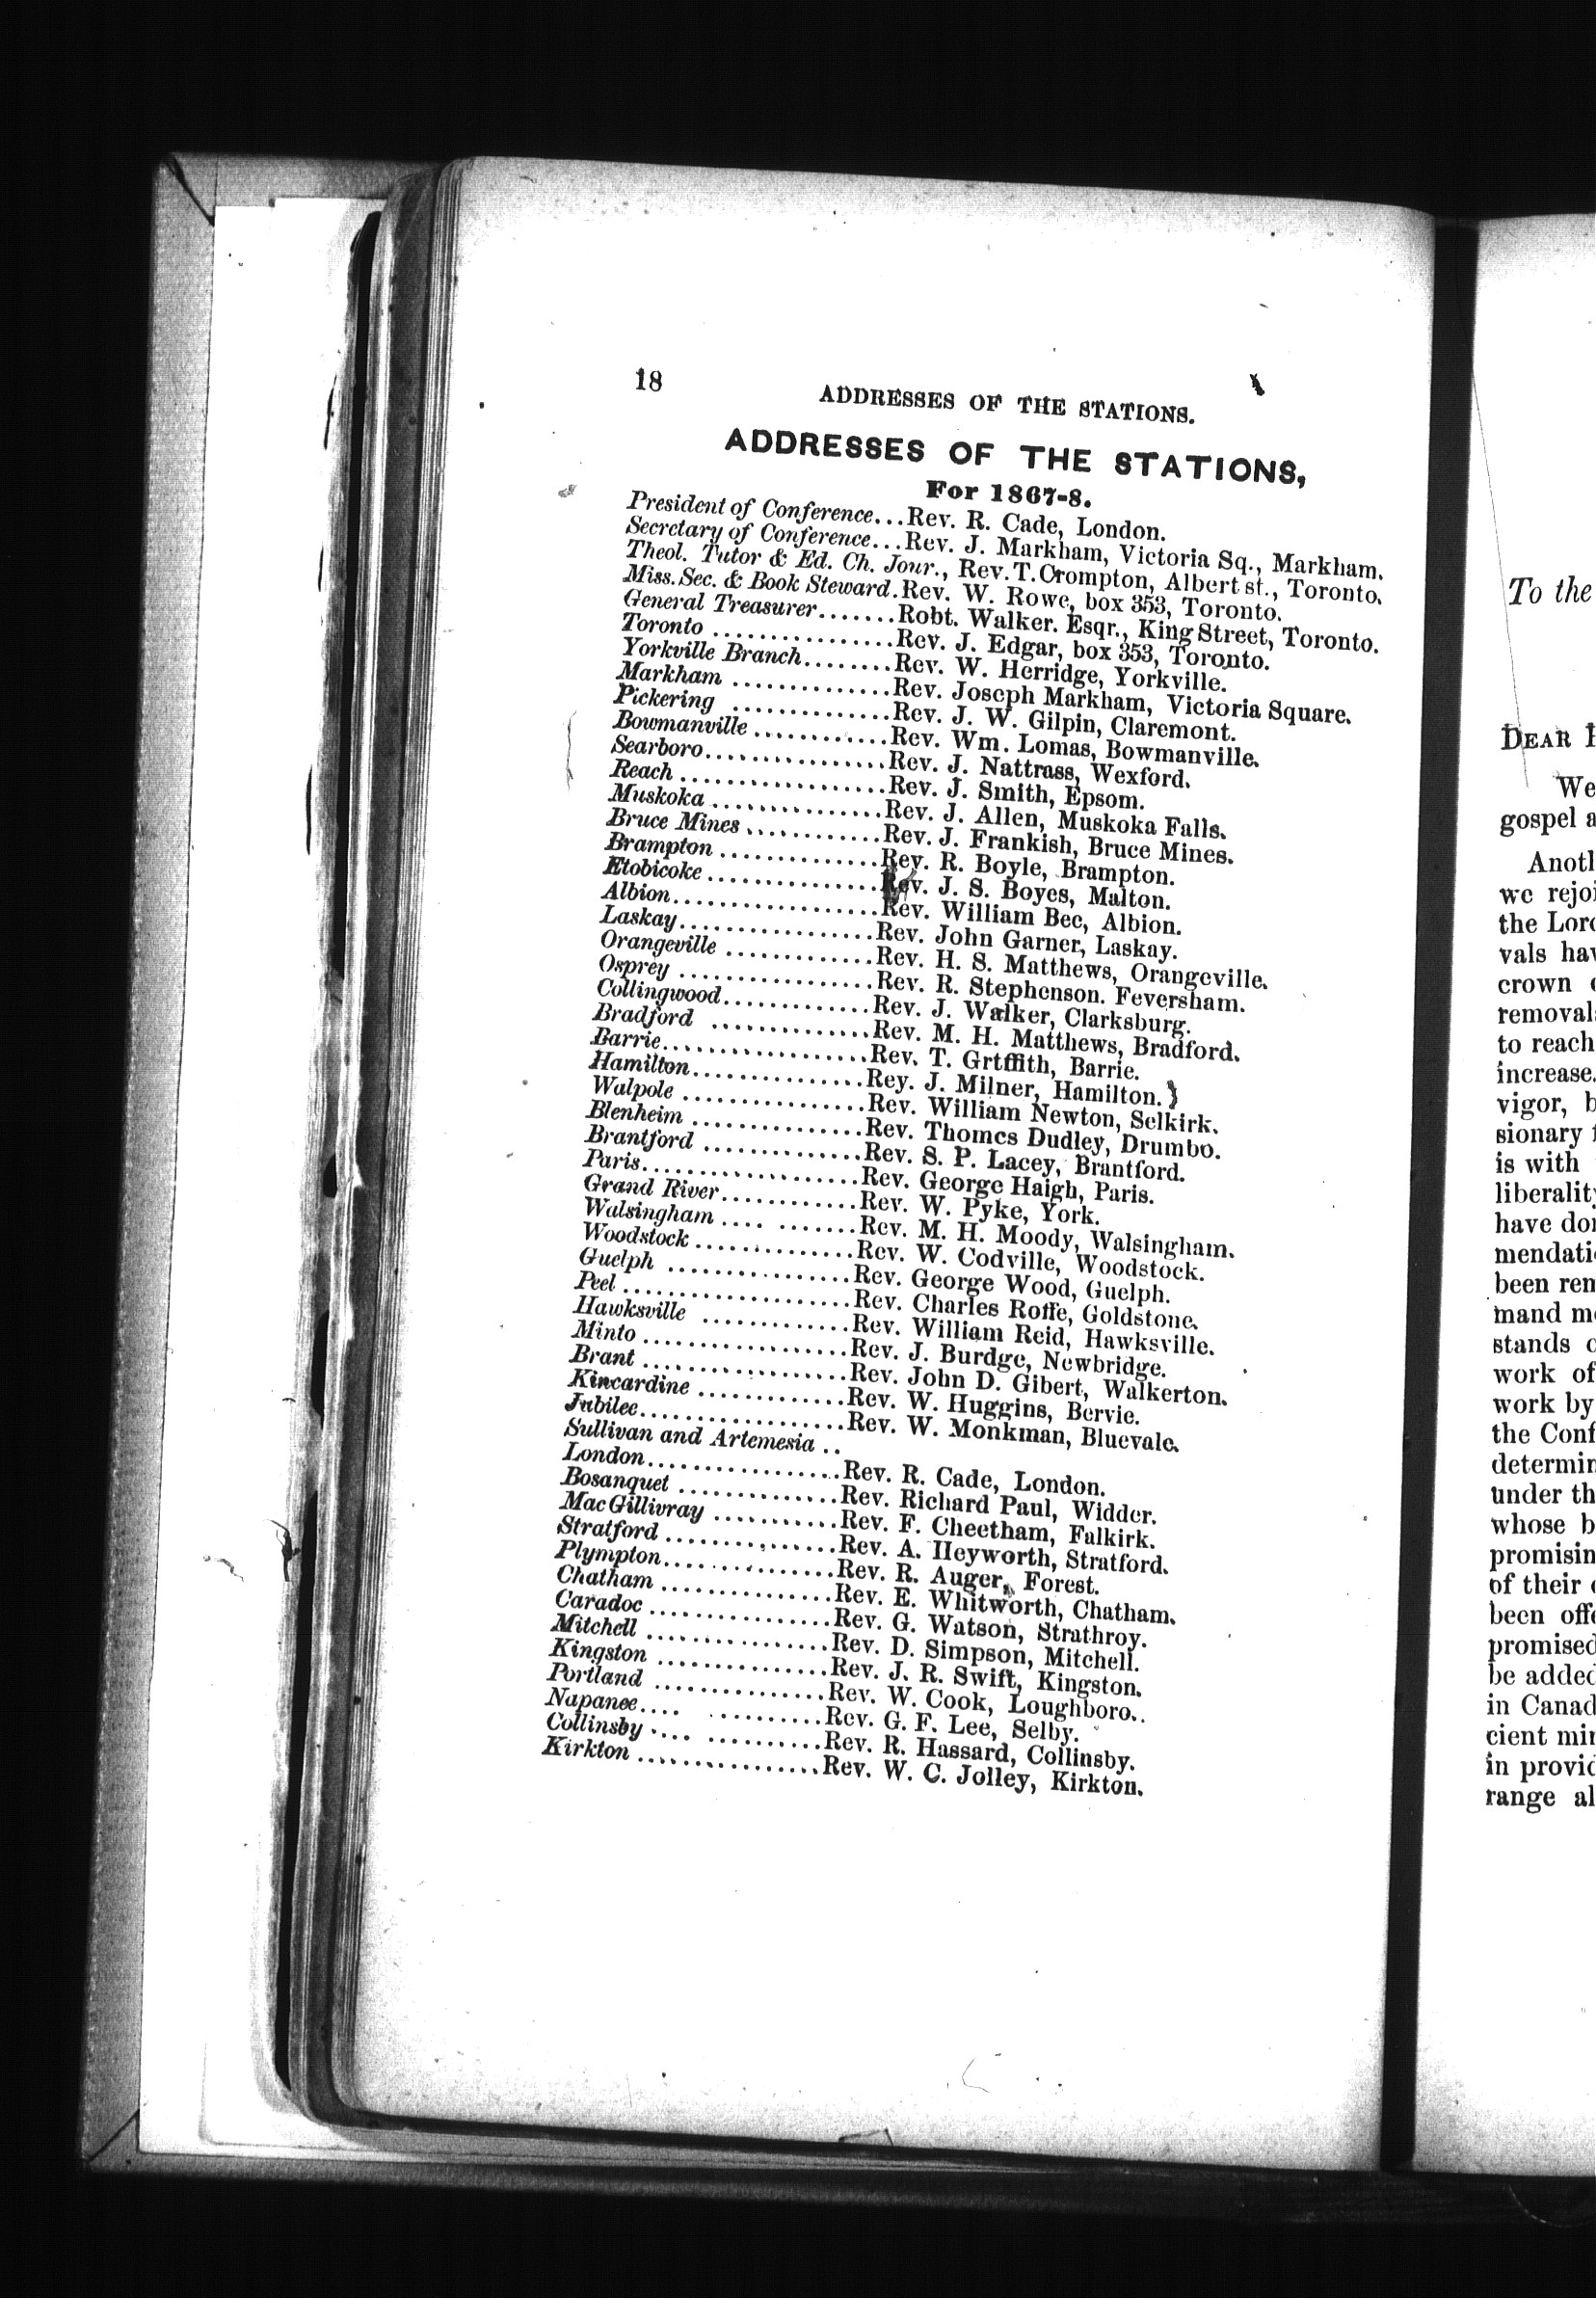 18
ADDRESSES OF THE STATIONS.
ADDRESSES OF THE STATIONS,
For 1867-8.
President of Conference...Rev. R. Cade, London.
Secretary of Conference...Rev. J. Markham, Victoria Sq., Markham.
Theol. Tutor & Ed. Ch. Jour., Rev. T. Crompton, Albert st., Toronto.
Miss. Sec. & Book Steward. Rev. W. Rowe, box 353, Toronto.
General Treasurer.......Robt. Walker. Esqr., King Street, Toronto.
Toronto ................Rev. J. Edgar, box 353, Toronto.
Yorkville Branch........Rev. W. Herridge, Yorkville.
Markham ..............Rev. Joseph Markham, Victoria Square.
Pickering ..............Rev. J. W. Gilpin, Claremont.
Bowmanville ............Rev. Wm. Lomas, Bowmanville.
Searboro................Rev. J. Nattrass, Wexford.
Reach ..................Rev. J. Smith, Epsom.
Muskoka ...............Rev. J. Allen, Muskoka Falls.
Bruce Mines ............Rev. J. Frankish, Bruce Mines.
Brampton ..............Rev. R. Boyle, Brampton.
Etobicoke ...............Rev. J. S. Boyes, Malton.
Albion..................Rev. William Bee, Albion.
Laskay.................Rev. John Garner, Laskay.
Orangeville .............Rev. H. S. Matthews, Orangeville.
Osprey .................Rev. R. Stephenson. Feversham.
Collingwood.............Rev. J. Walker, Clarksburg.
Bradford ..............Rev. M. H. Matthews, Bradford.
Barrie..................Rev. T. Grtffith, Barrie.
Hamilton...............Rey. J. Milner, Hamilton.}
Walpole ................Rev. William Newton, Selkirk.
Blenheim ...............Rev. Thomes Dudley, Drumbo.
Brantford ..............Rev. S. P. Lacey, Brantford.
Paris...................Rev. George Haigh, Paris.
Grand River............Rev. W. Pyke, York.
Walsingham .... .......Rev. M. H. Moody, Walsingham.
Woodstock ..............Rev. W. Codville, Woodstock.
Guelph ................Rev. George Wood, Guelph.
Peel ....................Rev. Charles Roffe, Goldstone.
Hawksville .............Rev. William Reid, Hawksville.
Minto ..................Rev. J. Burdge, Newbridge.
Brant ..................Rev. John D. Gibert, Walkerton.
Kincardine .............Rev. W. Huggins, Bervie.
Jubilee..................Rev. W. Monkman, Bluevale.
Sullivan and Artemesia ..
London.................Rev. R. Cade, London.
Bosanquet ..............Rev. Richard Paul, Widder.
MacGillivray ...........Rev. F. Cheetham, Falkirk.
Stratford ...............Rev. A. Heyworth, Stratford.
Plympton...............Rev. R. Auger, Forest.
Chatham ...............Rev. E. Whitworth, Chatham.
Caradoc ................Rev. G. Watson, Strathroy.
Mitchell ................Rev. D. Simpson, Mitchell.
Kingston ...............Rev. J. R. Swift, Kingston.
Portland ...............Rev. W. Cook, Loughboro.
Napanee.... ..........Rev. G. F. Lee, Selby.
Collinsby .... ..........Rev. R. Hassard, Collinsby.
Kirkton ................Rev. W. C. Jolley, Kirkton.
To the
DEAR
We
gospel a
Anotl
we rejoi
the Lord
vals hav
crown
removal
to reach
increase.
vigor, b
sionary
is with
liberality
have don
mendati
been ren
mand mo
stands c
work of
work by
the Conf
determin
under th
whose b
promisin
of their
been offe
promised
be added
in Canad
cient min
in provid
range al